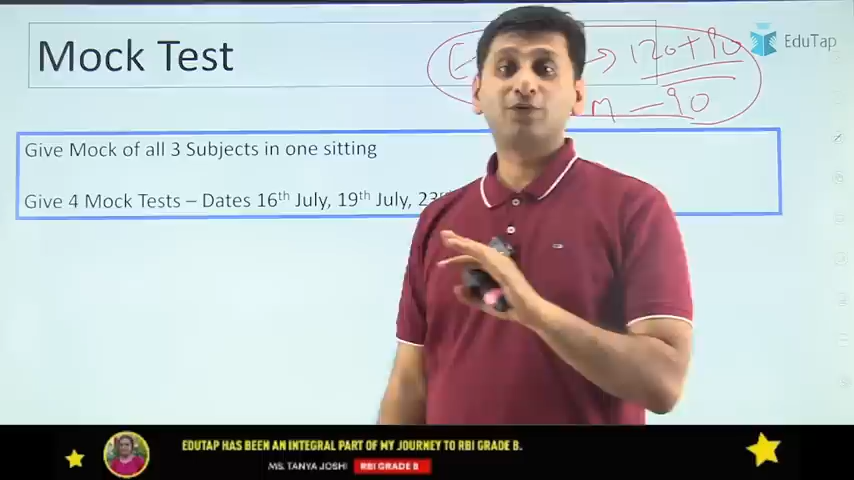 Mock Test
120+90
EduTap
m - 90
Give Mock of all 3 Subjects in one sitting
Give 4 Mock Tests – Dates 16th July, 19th July, 23
EDUTAP HAS BEEN AN INTEGRAL PART OF MY JOURNEY TO RBI GRADE B.
MS. TANYA JOSHI RBI GRADE B